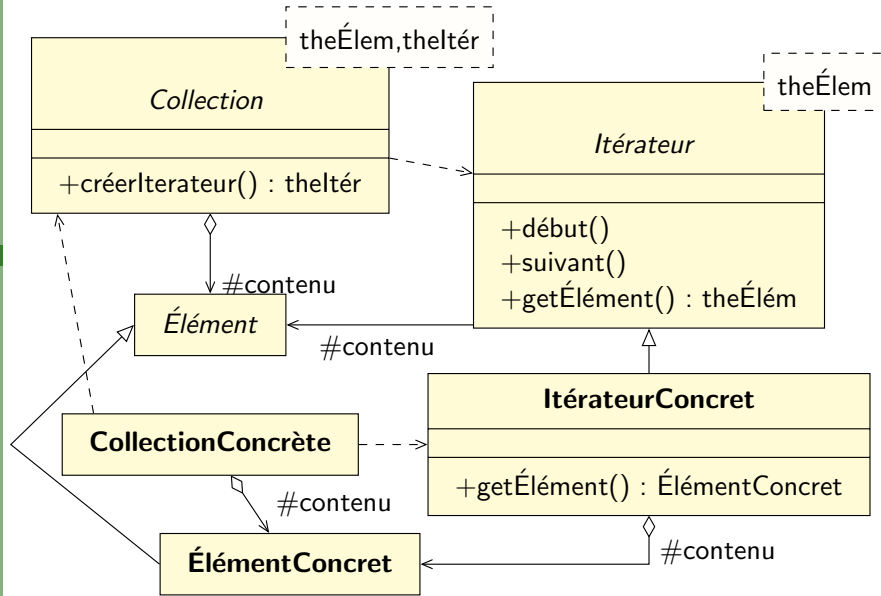 theÉlem,theItér
Collection
+créerIterateur() : theItér
theÉlem
Itérateur
+début()
+suivant()
+getÉlément() : theÉlém
#contenu
Élément
#contenu
ItérateurConcret
+getÉlément() : ÉlémentConcret
CollectionConcrète
#contenu
ÉlémentConcret
#contenu